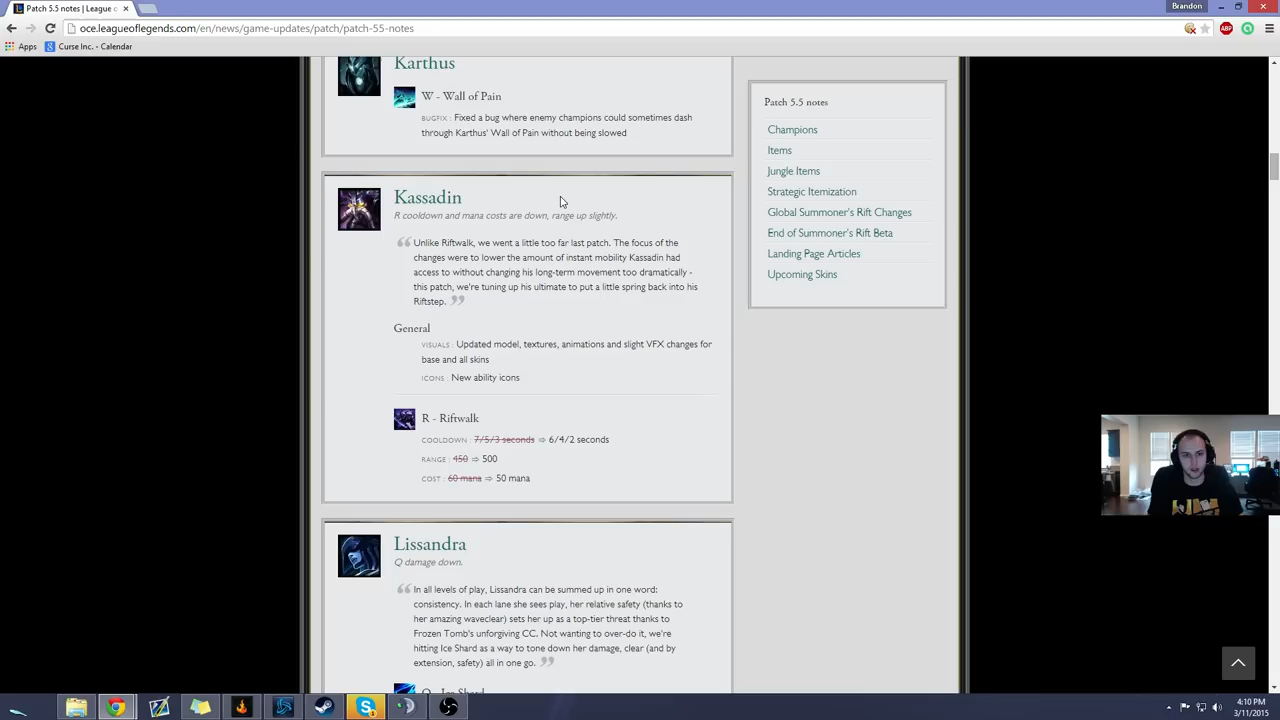 Patch 5.5 notes | League o
Brandon
oce.leagueoflegends.com/en/news/game-updates/patch/patch-55-notes
Apps
Curse Inc. - Calendar
Karthus
W - Wall of Pain
BUGFIX : Fixed a bug where enemy champions could sometimes dash
through Karthus' Wall of Pain without being slowed
Kassadin
R cooldown and mana costs are down, range up slightly.
Unlike Riftwalk, we went a little too far last patch. The focus of the
changes were to lower the amount of instant mobility Kassadin had
access to without changing his long-term movement too dramatically -
this patch, we're tuning up his ultimate to put a little spring back into his
Riftstep.
General
VISUALS : Updated model, textures, animations and slight VFX changes for
base and all skins
ICONS : New ability icons
R - Riftwalk
COOLDOWN : 7/5/3 seconds ⇒ 6/4/2 seconds
RANGE : 450 ⇒ 500
COST : 60 mana ⇒ 50 mana
Lissandra
Q damage down.
In all levels of play, Lissandra can be summed up in one word:
consistency. In each lane she sees play, her relative safety (thanks to
her amazing waveclear) sets her up as a top-tier threat thanks to
Frozen Tomb's unforgiving CC. Not wanting to over-do it, we're
hitting Ice Shard as a way to tone down her damage, clear (and by
extension, safety) all in one go.
Q - Ice Shard
Patch 5.5 notes
Champions
Items
Jungle Items
Strategic Itemization
Global Summoner's Rift Changes
End of Summoner's Rift Beta
Landing Page Articles
Upcoming Skins
ABP
4:10 PM
3/11/2015